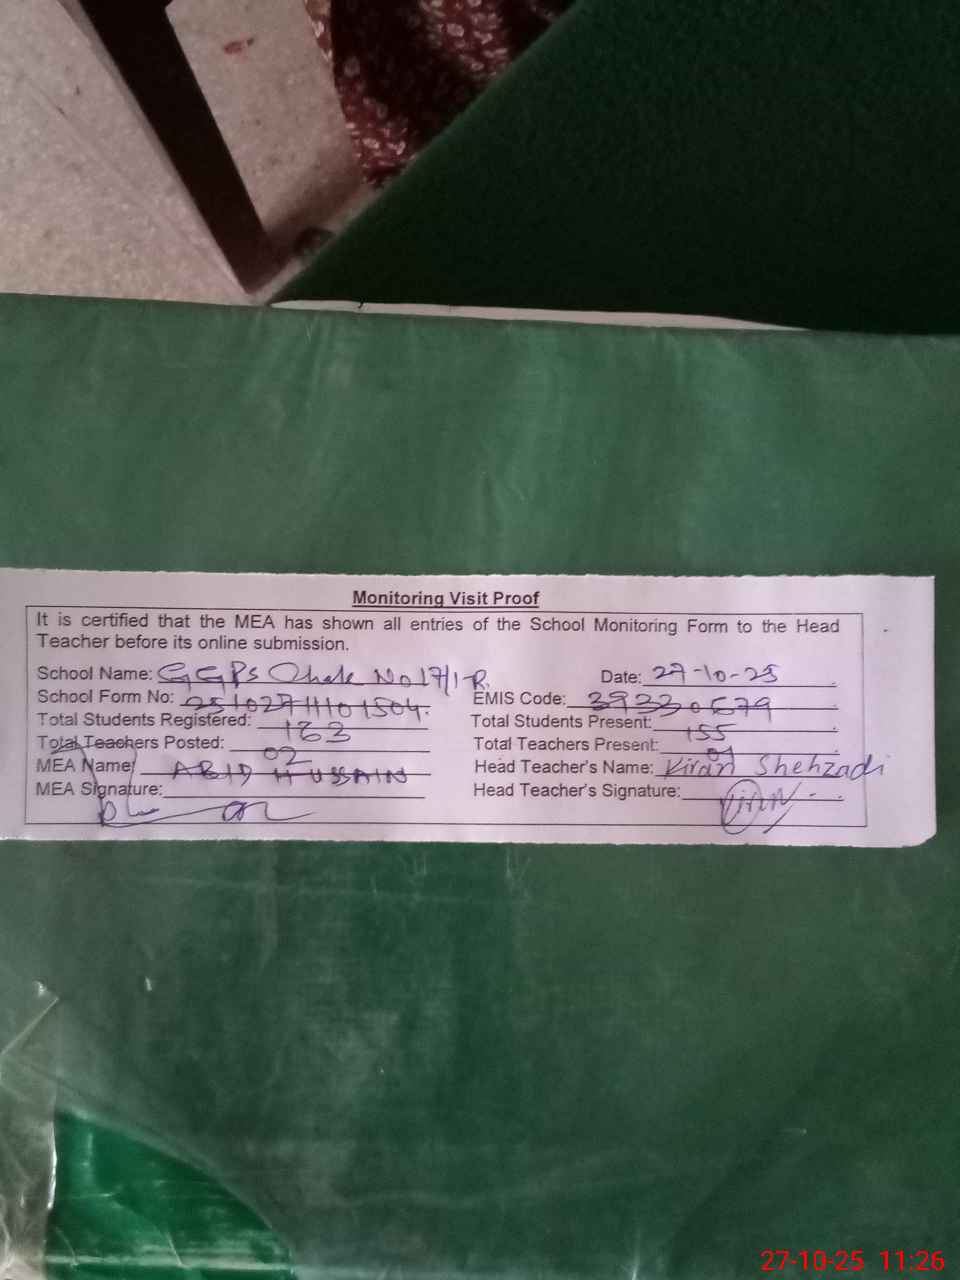 Monitoring Visit Proof
It is certified that the MEA has shown all entries of the School Monitoring Form to the Head
Teacher before its online submission.
School Name: GGPS Chak No 17/1-R Date: 27-10-25
School Form No: EMIS Code: 39330679
Total Students Registered: 163 Total Students Present: 155
Total Teachers Posted: 02 Total Teachers Present:
MEA Name: ABID HUSSAIN Head Teacher's Name: Kiran Shehzadi
MEA Signature: Head Teacher's Signature: Kiran
27-10-25 11:26